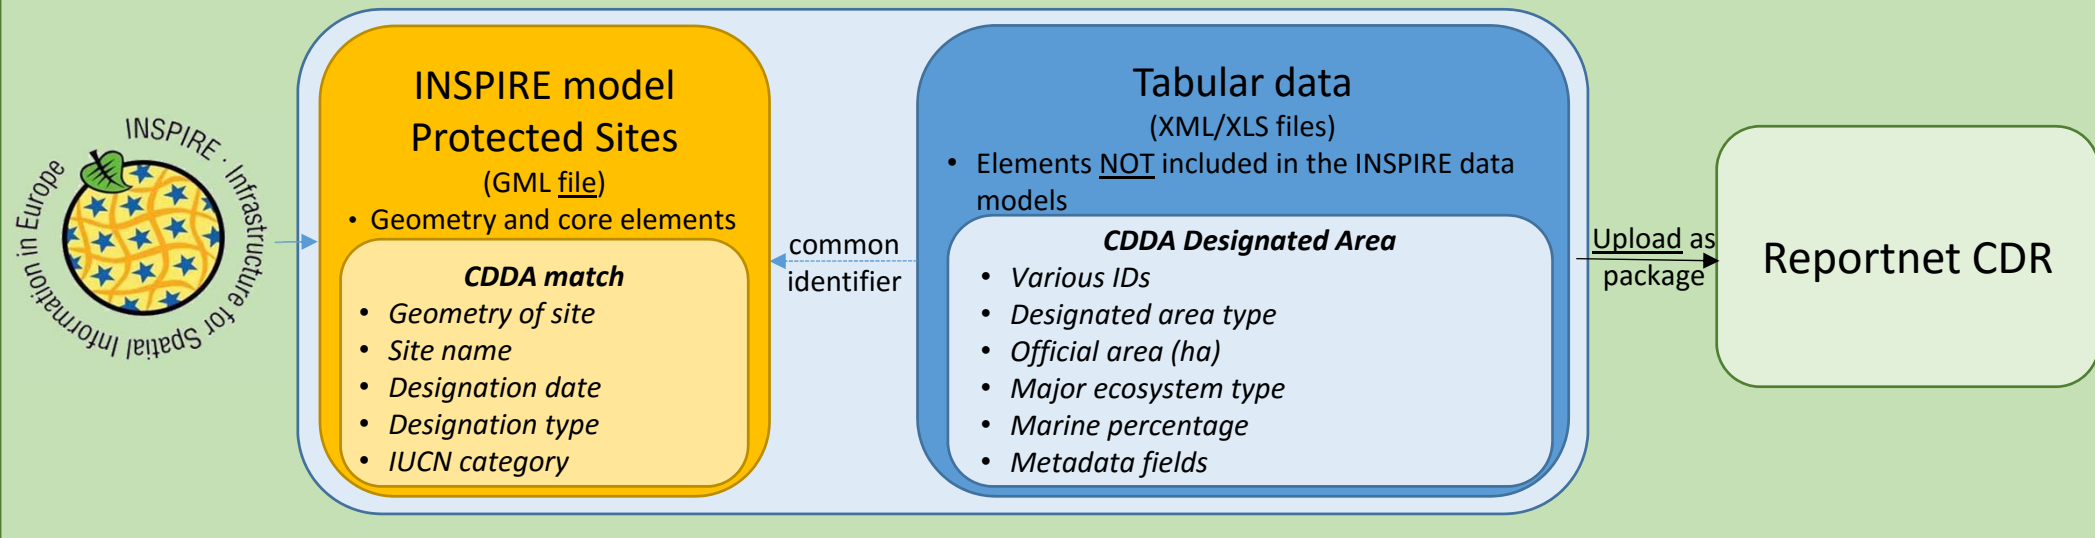 INSPIRE · Infrastructure for Spatial Information in Europe
INSPIRE model
Protected Sites
(GML file)
• Geometry and core elements
CDDA match
• Geometry of site
• Site name
• Designation date
• Designation type
• IUCN category
common
identifier
Tabular data
(XML/XLS files)
• Elements NOT included in the INSPIRE data
models
CDDA Designated Area
• Various IDs
• Designated area type
• Official area (ha)
• Major ecosystem type
• Marine percentage
• Metadata fields
Upload as
package
Reportnet CDR